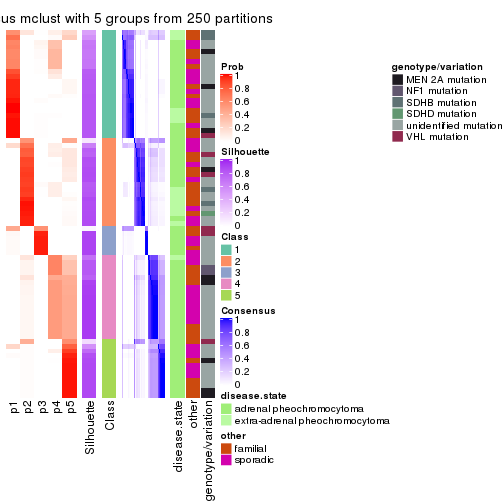 us mclust with 5 groups from 250 partitions
Prob
1
0.8
0.6
0.4
0.2
0
Silhouette
1
0.8
0.6
0.4
0.2
0
Class
1
2
3
4
5
Consensus
1
0.8
0.6
0.4
0.2
0
disease.state
adrenal pheochromocytoma
extra-adrenal pheochromocytoma
other
familial
sporadic
genotype/variation
MEN 2A mutation
NF1 mutation
SDHB mutation
SDHD mutation
unidentified mutation
VHL mutation
p1
p2
p3
p4
p5
Silhouette
Class
disease.state
other
genotype/variation